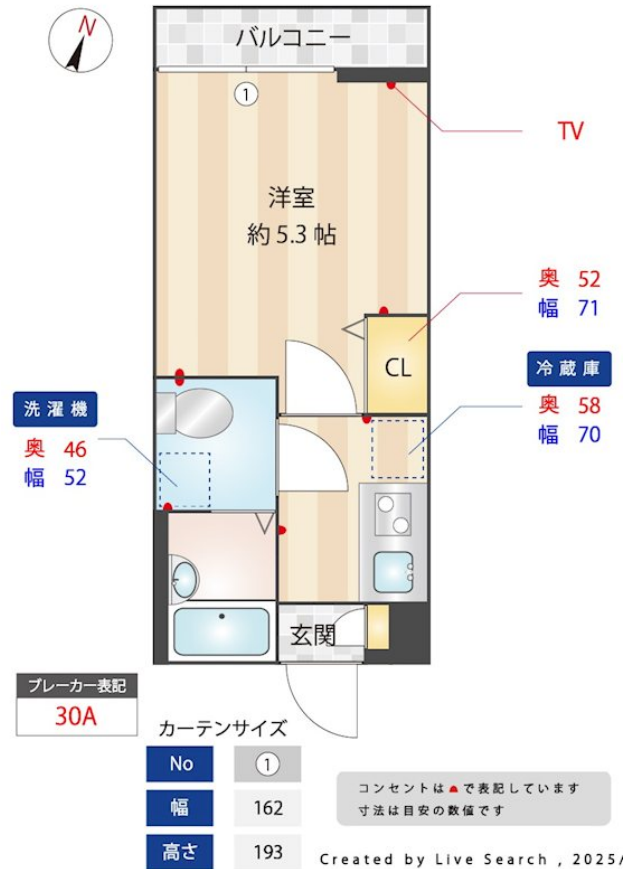 N
バルコニー
①
TV
洋室
約 5.3 帖
奥 52
幅 71
CL
冷蔵庫
奥 58
幅 70
洗濯機
奥 46
幅 52
玄関
ブレーカー表記
30A
カーテンサイズ
No ①
幅 162
高さ 193
コンセントは で表記しています
寸法は目安の数値です
Created by Live Search , 2025/